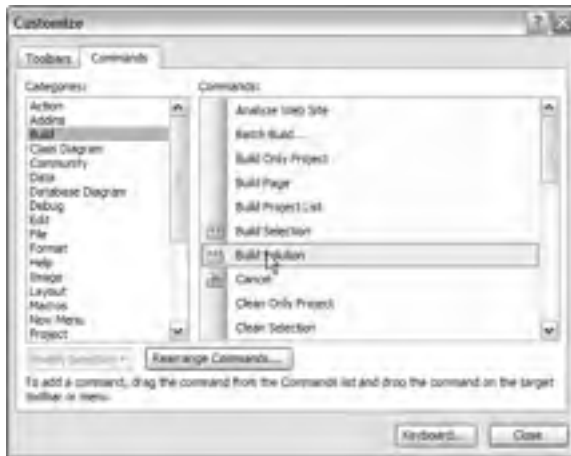 Customize
Toolbars Commands
Categories:
Action
Addins
Build
Class Diagram
Community
Data
Database Diagram
Debug
Edit
File
Format
Help
Image
Layout
Macros
New Menu
Project
Commands:
Analyze Web Site
Batch Build...
Build Only Project
Build Page
Build Project List
Build Selection
Build Solution
Cancel
Clean Only Project
Clean Selection
Modify Selection
Rearrange Commands...
To add a command, drag the command from the Commands list and drop the command on the target
toolbar or menu.
Keyboard... Close